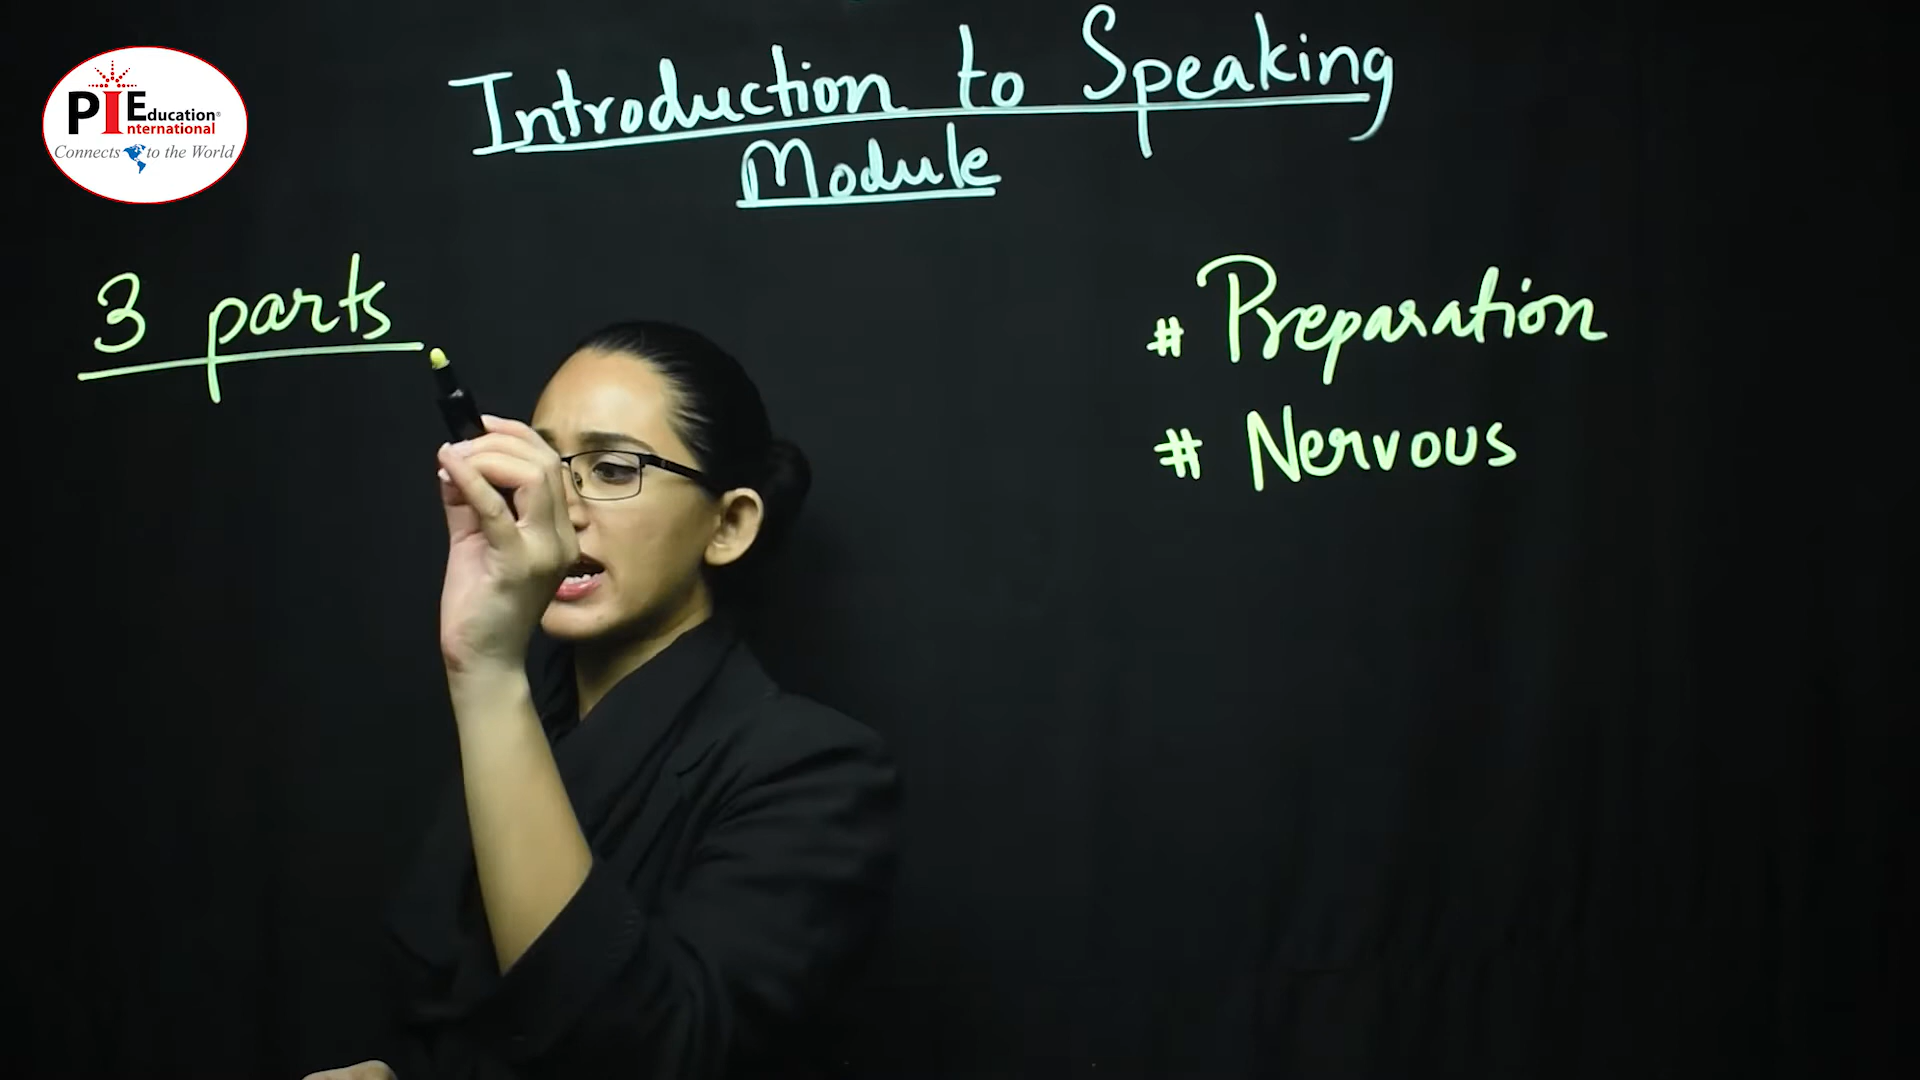 PIEducation®
International
Connects to the World
Introduction to Speaking
Module
3 parts
# Preparation
# Nervous